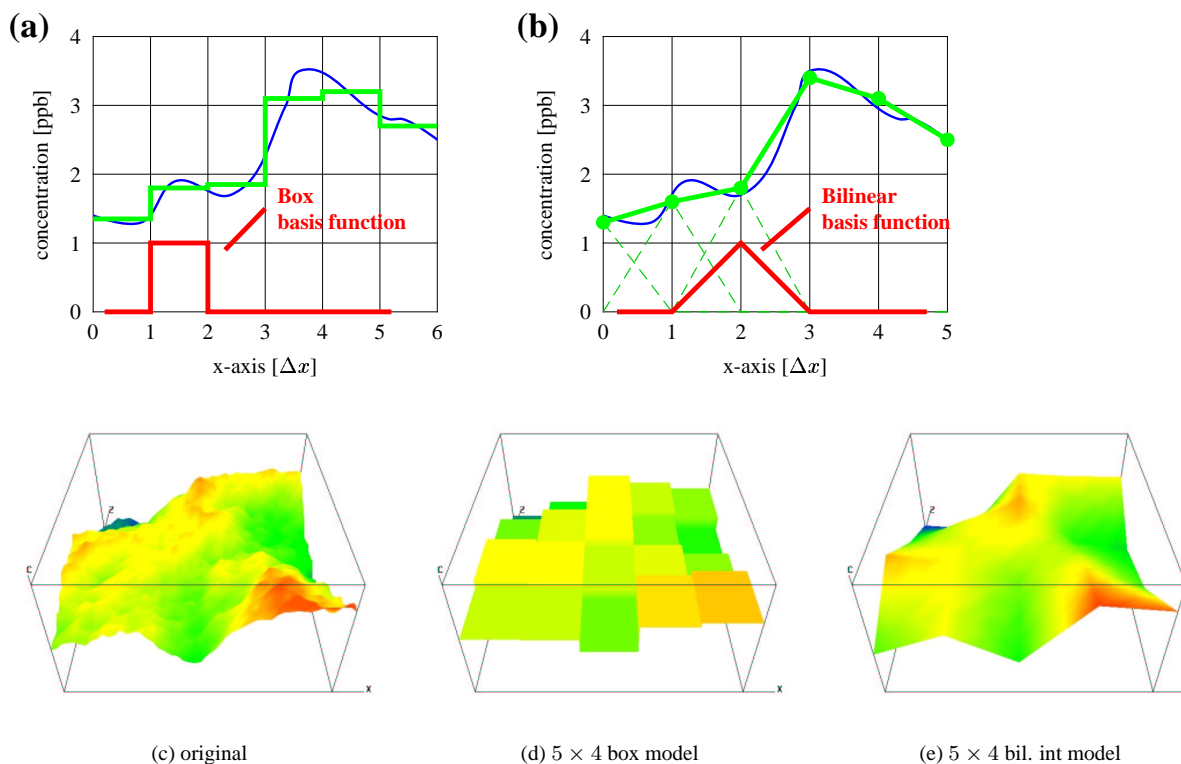 (a)
4
3
2
1
0
concentration [ppb]
Box
basis function
0 1 2 3 4 5 6
x-axis [Δx]
(b)
4
3
2
1
0
concentration [ppb]
Bilinear
basis function
0 1 2 3 4 5
x-axis [Δx]
Z
C
X
(c) original
Z
C
(d) 5 × 4 box model
Z
C
X
(e) 5 × 4 bil. int model